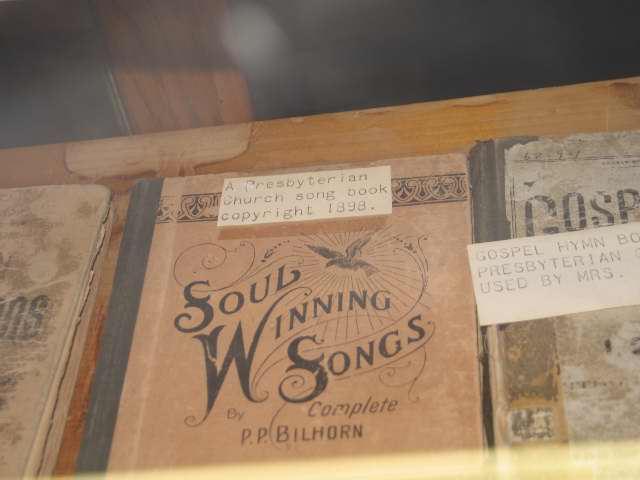 A Presbyterian
Church song book
copyright 1898.
SOUL
WINNING
SONGS
Complete
By
P.P. BILHORN
GOSP
GOSPEL HYMN BO
PRESBYTERIAN
USED BY MRS.